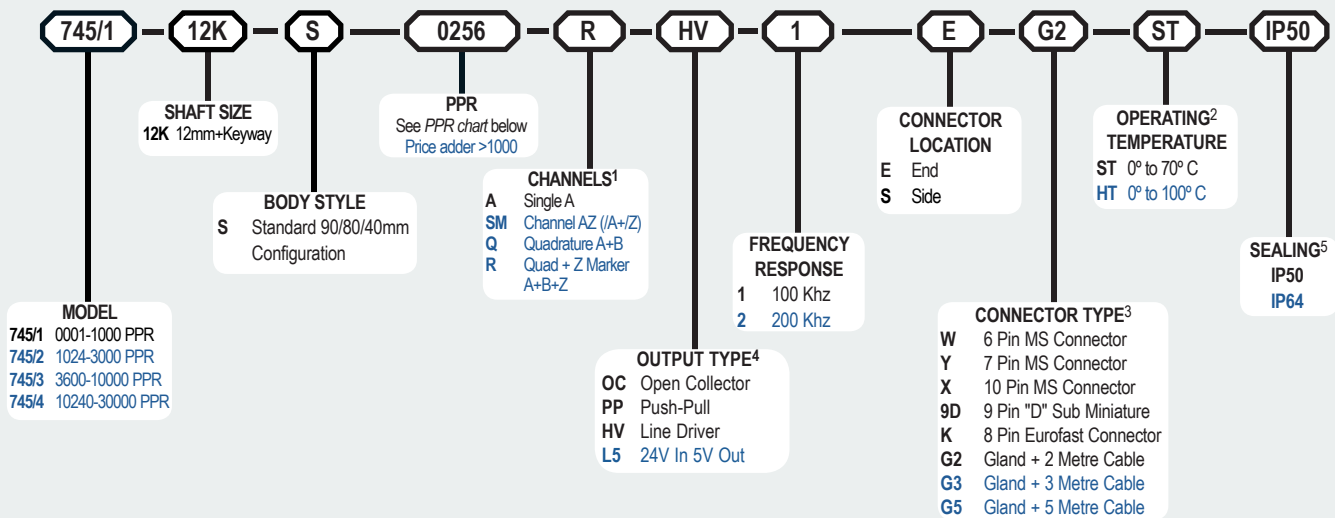 745/1 12K S 0256 R HV 1 E G2 ST IP50
SHAFT SIZE
12K 12mm+Keyway
PPR
See PPR chart below
Price adder >1000
CONNECTOR
LOCATION
E End
S Side
OPERATING²
TEMPERATURE
ST 0º to 70º C
HT 0º to 100º C
BODY STYLE
S Standard 90/80/40mm
Configuration
CHANNELS¹
A Single A
SM Channel AZ (/A+/Z)
Q Quadrature A+B
R Quad + Z Marker
A+B+Z
FREQUENCY
RESPONSE
1 100 Khz
2 200 Khz
SEALING⁵
IP50
IP64
MODEL
745/1 0001-1000 PPR
745/2 1024-3000 PPR
745/3 3600-10000 PPR
745/4 10240-30000 PPR
OUTPUT TYPE⁴
OC Open Collector
PP Push-Pull
HV Line Driver
L5 24V In 5V Out
CONNECTOR TYPE³
W 6 Pin MS Connector
Y 7 Pin MS Connector
X 10 Pin MS Connector
9D 9 Pin "D" Sub Miniature
K 8 Pin Eurofast Connector
G2 Gland + 2 Metre Cable
G3 Gland + 3 Metre Cable
G5 Gland + 5 Metre Cable